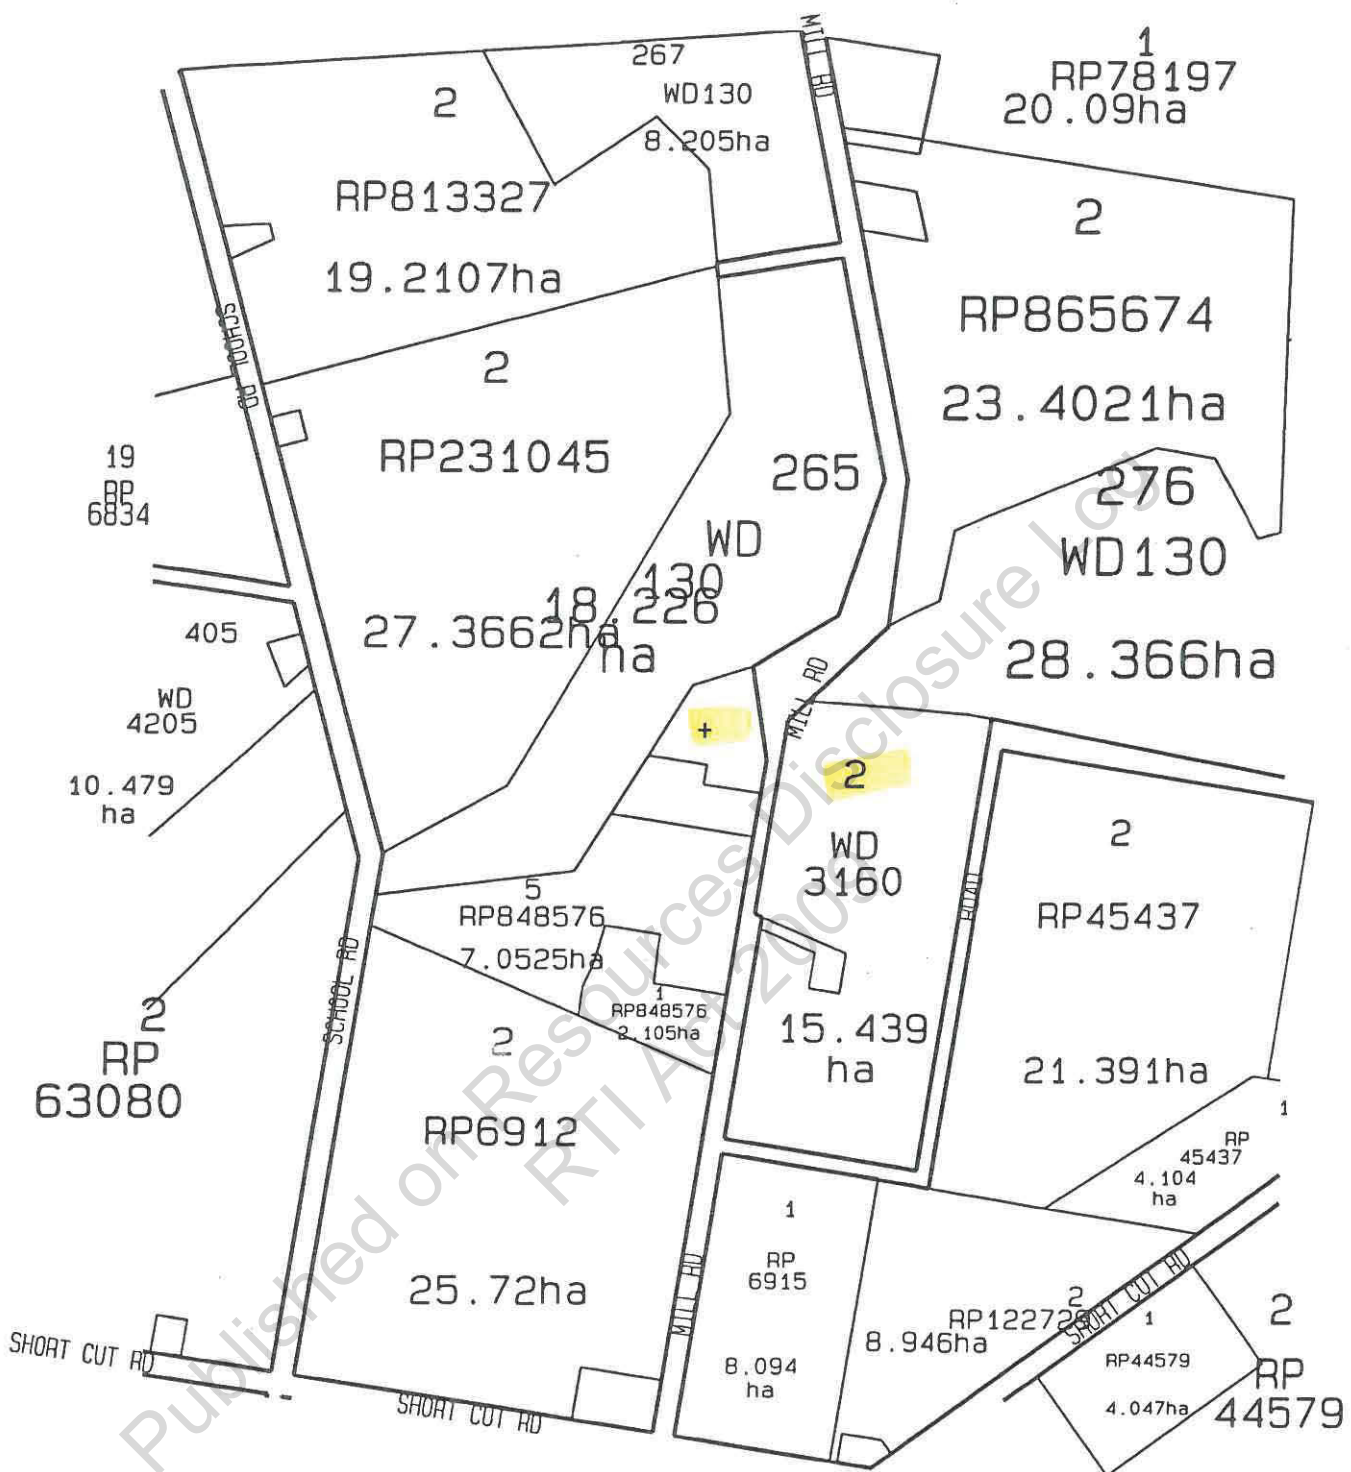 MILL RD
267
WD130
8.205ha
1
RP78197
20.09ha
2
RP813327
19.2107ha
2
RP865674
23.4021ha
SCHOOL RD
2
RP231045
27.3662ha
19
RP
6834
265
WD
130
18.226
ha
276
WD130
28.366ha
405
WD
4205
10.479
ha
MILL RD
+
2
WD
3160
15.439
ha
ROAD
2
RP45437
21.391ha
5
RP848576
7.0525ha
1
RP848576
2.105ha
SCHOOL RD
2
RP
63080
2
RP6912
25.72ha
1
RP
45437
4.104
ha
1
RP
6915
8.094
ha
MILL RD
2
RP122728
8.946ha
SHORT CUT RD
1
RP44579
4.047ha
2
RP
44579
SHORT CUT RD
SHORT CUT RD
Published on Resources Disclosure Log
RTI Act 2009